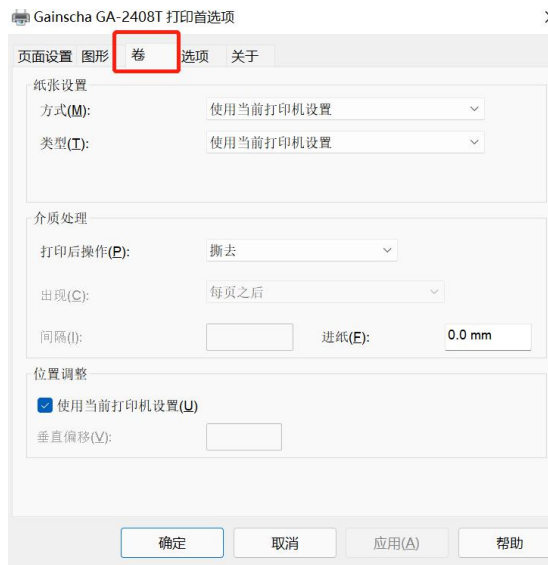 Gainscha GA-2408T 打印首选项
页面设置 图形 卷 选项 关于
纸张设置
方式(M): 使用当前打印机设置
类型(T): 使用当前打印机设置
介质处理
打印后操作(P): 撕去
出现(C): 每页之后
间隔(I): 进纸(F): 0.0 mm
位置调整
使用当前打印机设置(U)
垂直偏移(V):
确定 取消 应用(A) 帮助